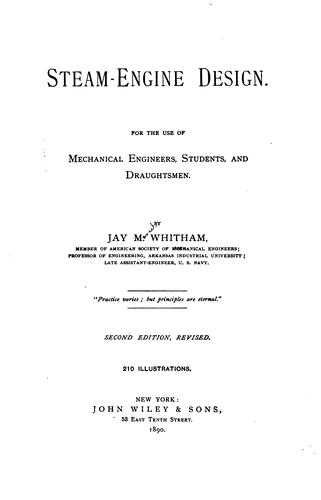 STEAM-ENGINE DESIGN.
FOR THE USE OF
MECHANICAL ENGINEERS, STUDENTS, AND
DRAUGHTSMEN.
BY
JAY M. WHITHAM,
MEMBER OF AMERICAN SOCIETY OF MECHANICAL ENGINEERS;
PROFESSOR OF ENGINEERING, ARKANSAS INDUSTRIAL UNIVERSITY;
LATE ASSISTANT-ENGINEER, U. S. NAVY.
"Practice varies; but principles are eternal."
SECOND EDITION, REVISED.
210 ILLUSTRATIONS.
NEW YORK:
JOHN WILEY & SONS,
53 EAST TENTH STREET.
1890.